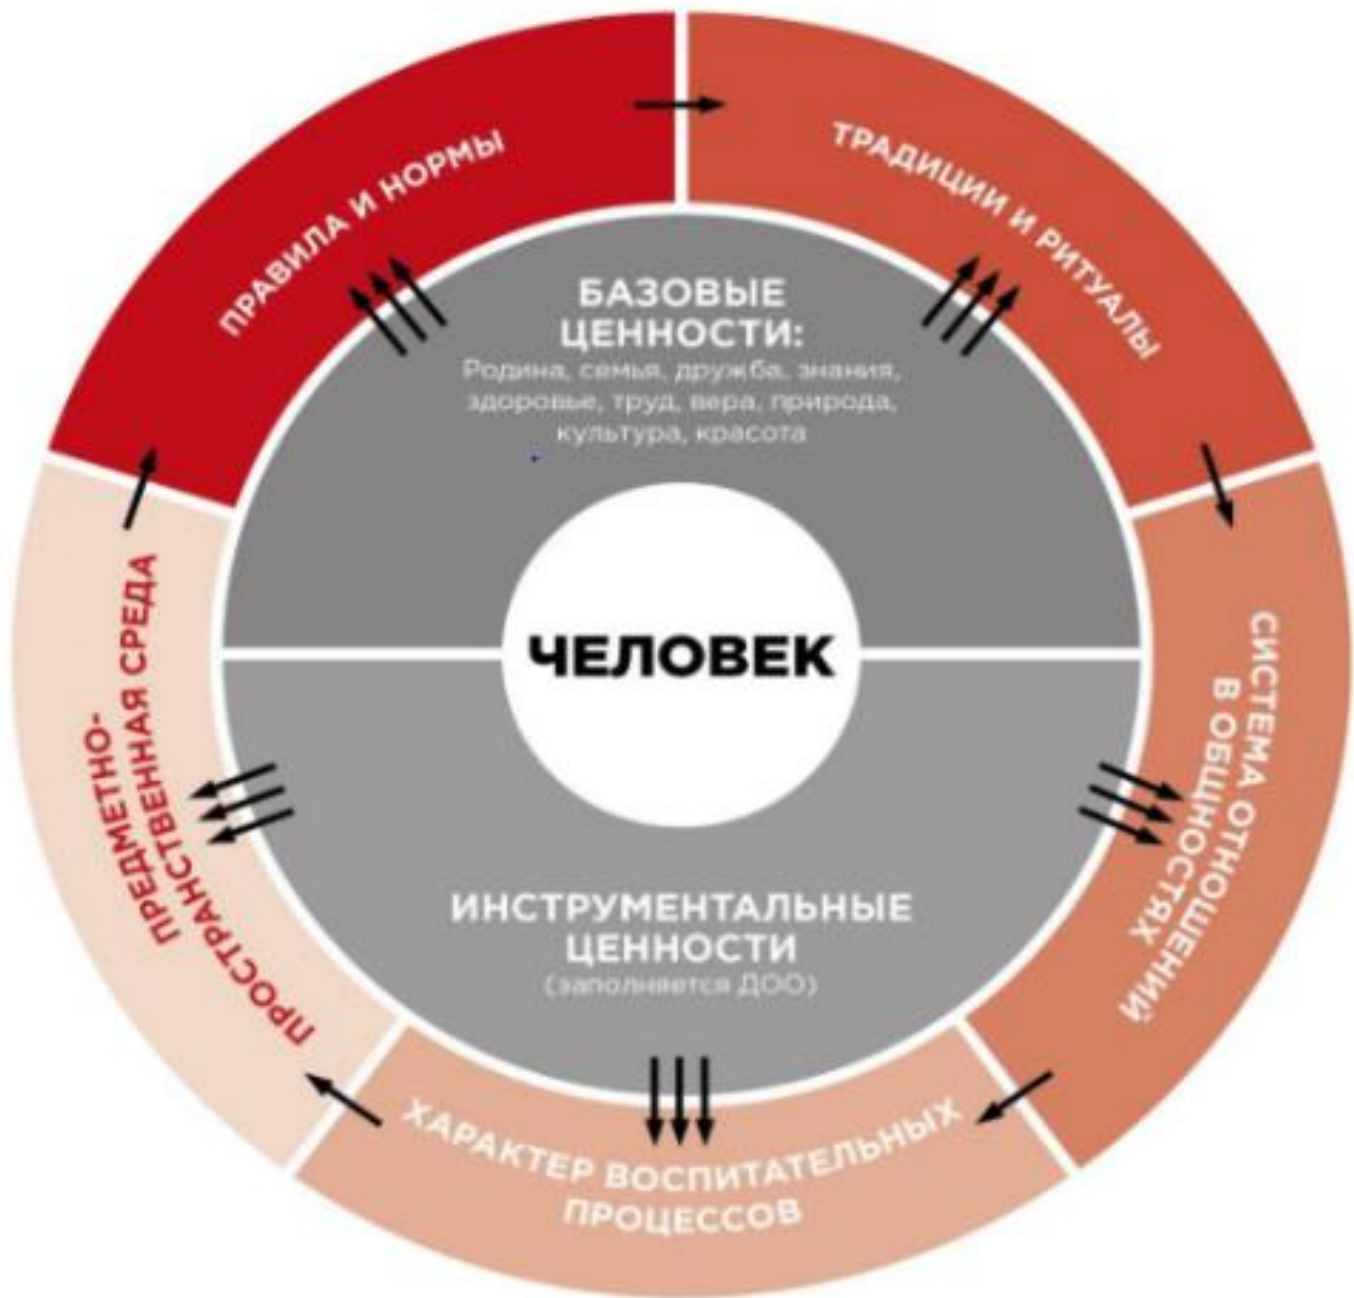 ПРАВИЛА И НОРМЫ
ТРАДИЦИИ И РИТУАЛЫ
БАЗОВЫЕ
ЦЕННОСТИ:
Родина, семья, дружба, знания,
здоровье, труд, вера, природа,
культура, красота
ЧЕЛОВЕК
ПРЕДМЕТНО-
ПРОСТРАНСТВЕННАЯ СРЕДА
СИСТЕМА ОТНОШЕНИЙ
В ОБЩНОСТЯХ
ИНСТРУМЕНТАЛЬНЫЕ
ЦЕННОСТИ
(заполняется ДОО)
ХАРАКТЕР ВОСПИТАТЕЛЬНЫХ
ПРОЦЕССОВ